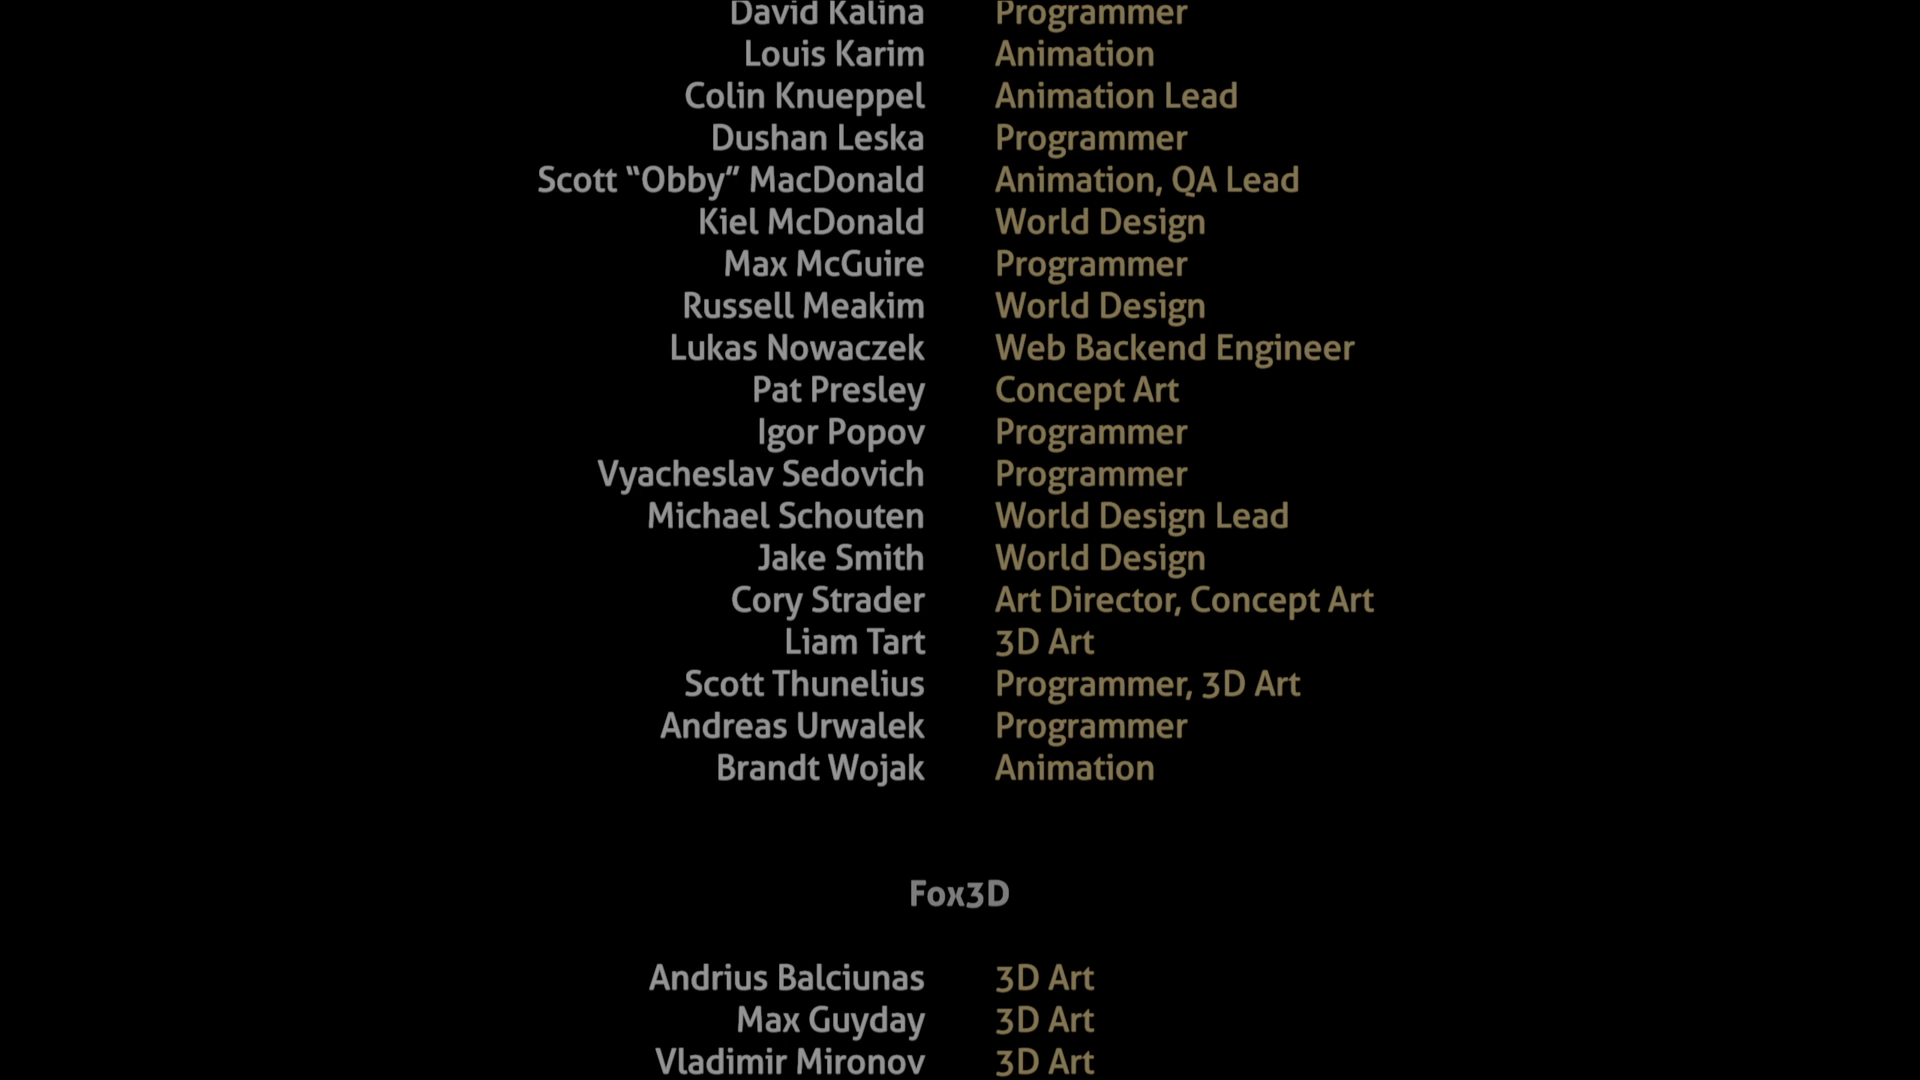 David Kalina Programmer
Louis Karim Animation
Colin Knueppel Animation Lead
Dushan Leska Programmer
Scott “Obby” MacDonald Animation, QA Lead
Kiel McDonald World Design
Max McGuire Programmer
Russell Meakim World Design
Lukas Nowaczek Web Backend Engineer
Pat Presley Concept Art
Igor Popov Programmer
Vyacheslav Sedovich Programmer
Michael Schouten World Design Lead
Jake Smith World Design
Cory Strader Art Director, Concept Art
Liam Tart 3D Art
Scott Thunelius Programmer, 3D Art
Andreas Urwalek Programmer
Brandt Wojak Animation
Fox3D
Andrius Balciunas 3D Art
Max Guyday 3D Art
Vladimir Mironov 3D Art